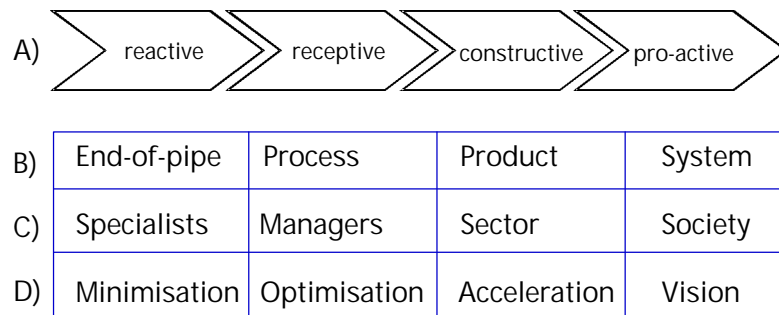 A) reactive receptive constructive pro-active
B) End-of-pipe Process Product System
C) Specialists Managers Sector Society
D) Minimisation Optimisation Acceleration Vision